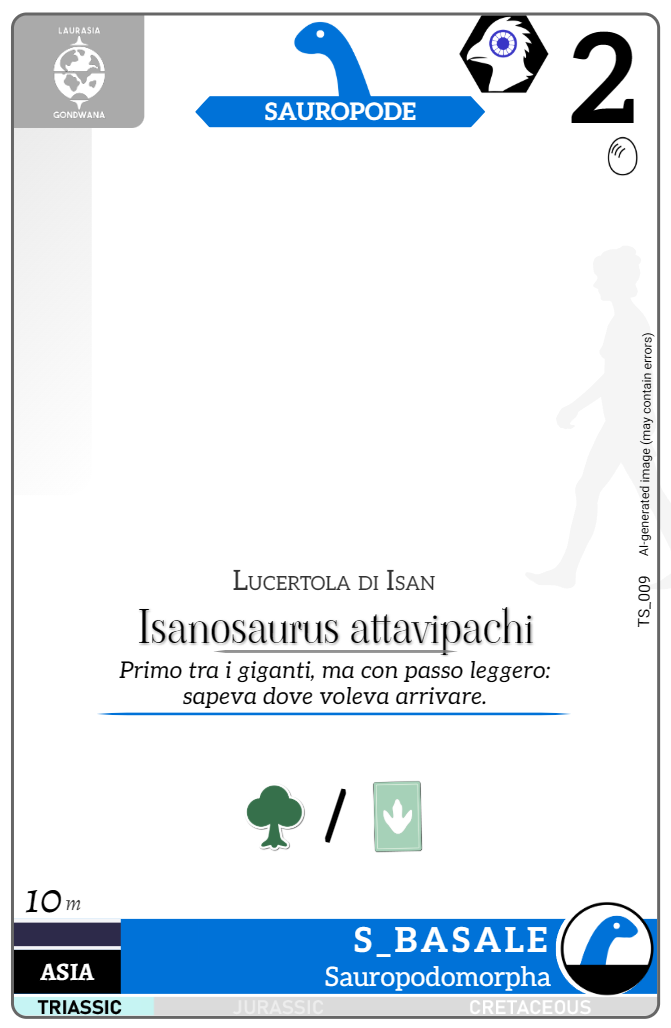 LAURASIA
GONDWANA
SAUROPODE
2
AI-generated image (may contain errors)
TS_009
Lucertola di Isan
Isanosaurus attavipachi
Primo tra i giganti, ma con passo leggero:
sapeva dove voleva arrivare.
/
10 m
S_BASALE
ASIA
Sauropodomorpha
TRIASSIC JURASSIC CRETACEOUS